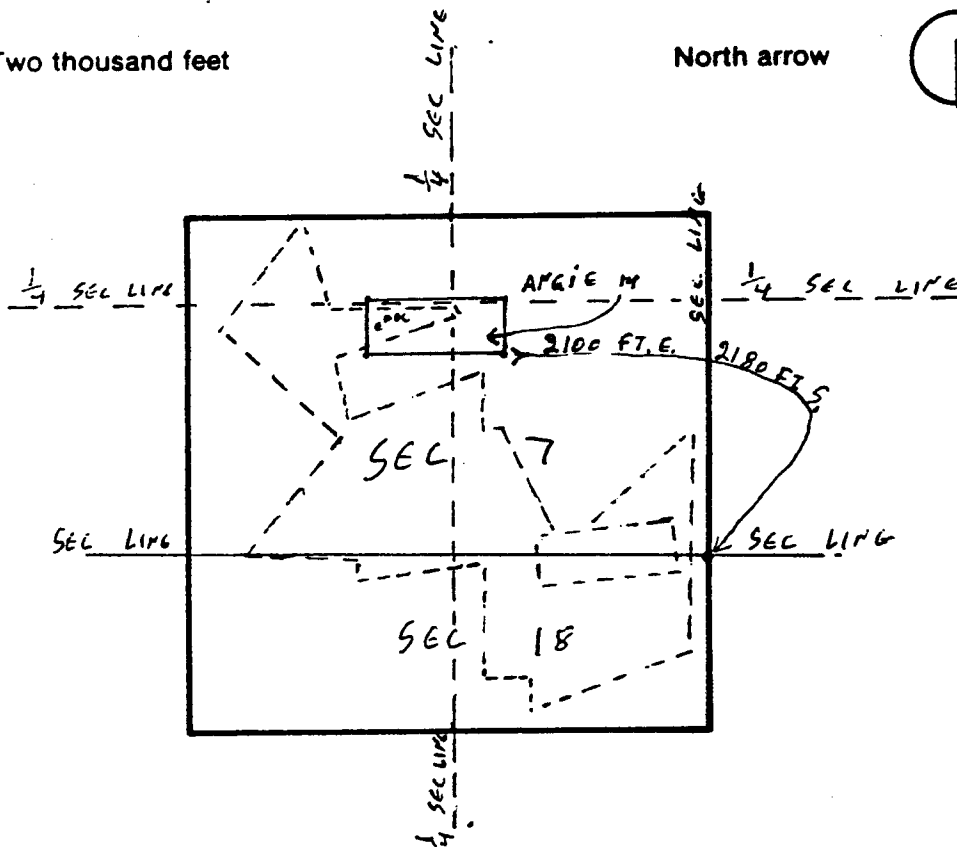 Two thousand feet
North arrow
1/4 SEC LINE
SEC. LINE
1/4 SEC LINE
ANGIE M
1/4 SEC LINE
2100 FT. E.
2180 FT. S.
SEC 7
SEC LINE
SEC LINE
SEC 18
1/4 SEC LINE